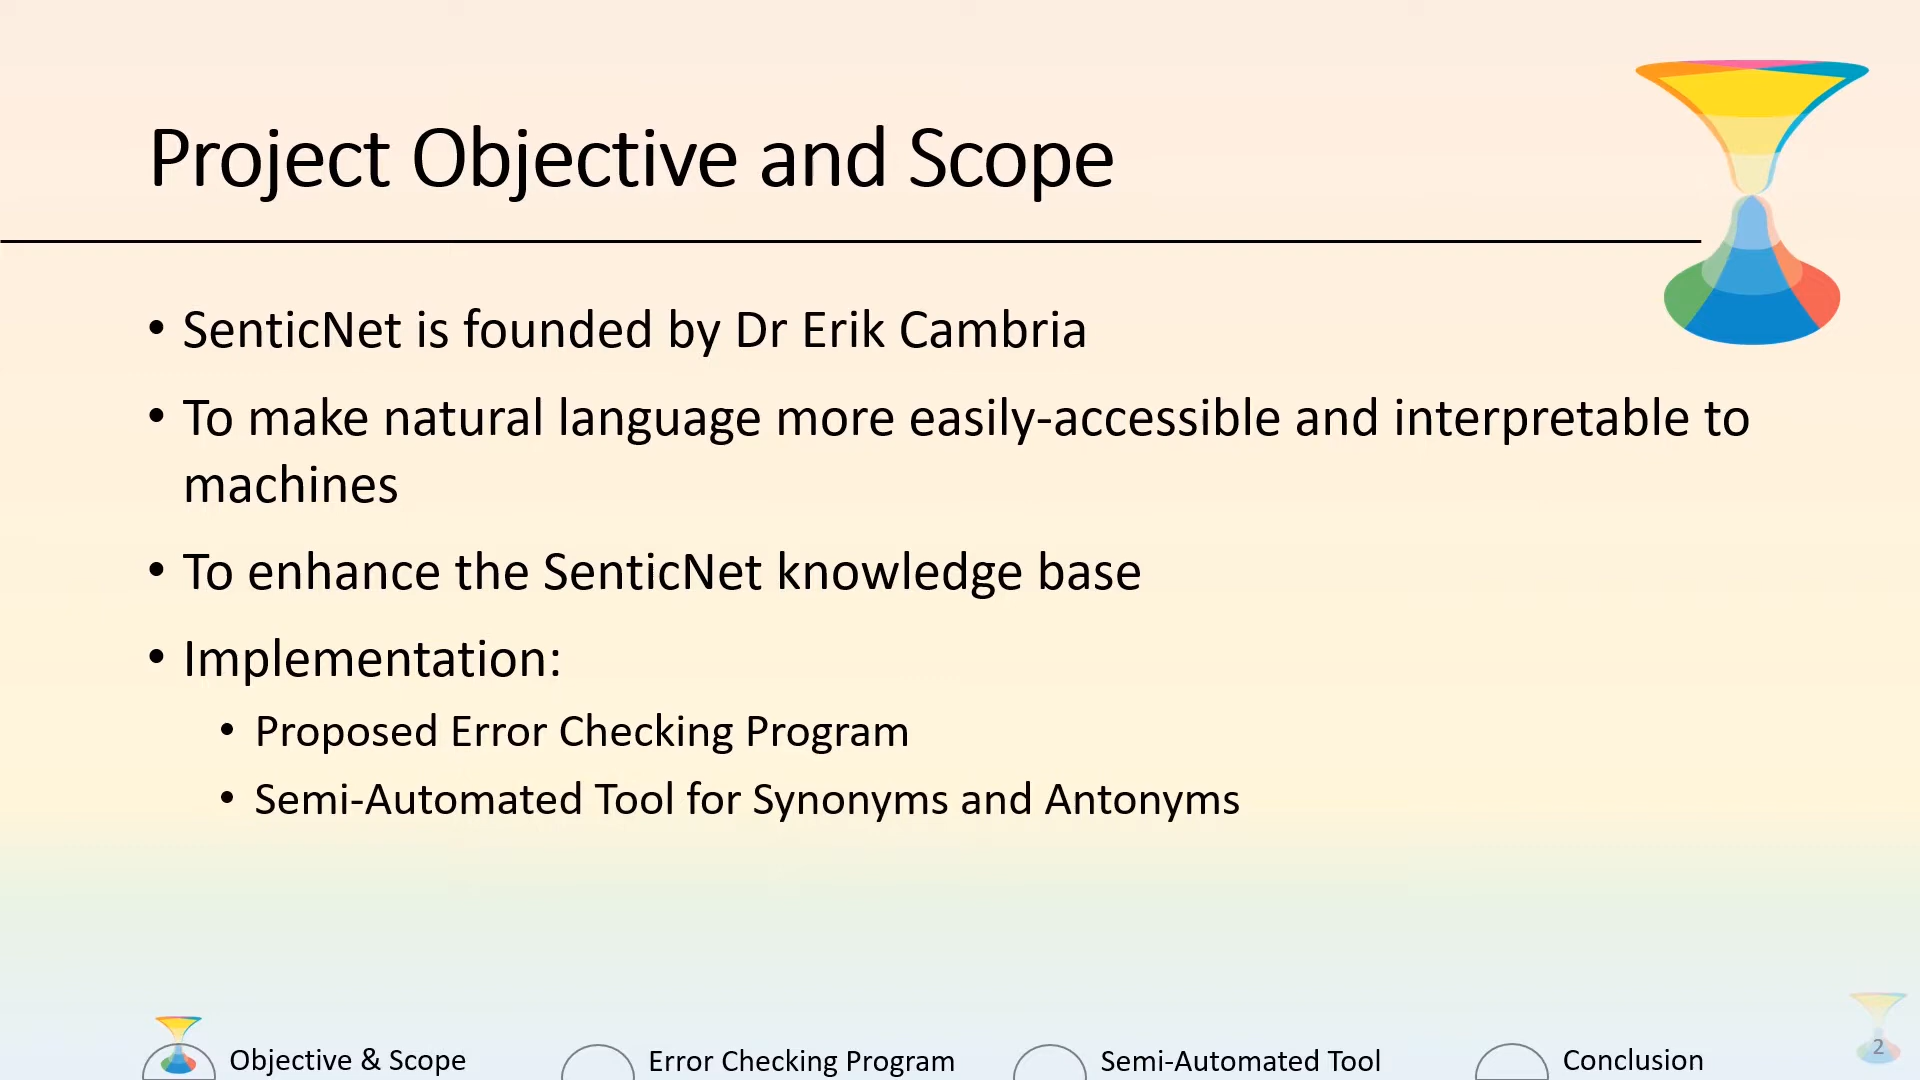 Project Objective and Scope
• SenticNet is founded by Dr Erik Cambria
• To make natural language more easily-accessible and interpretable to
machines
• To enhance the SenticNet knowledge base
• Implementation:
• Proposed Error Checking Program
• Semi-Automated Tool for Synonyms and Antonyms
Objective & Scope
Error Checking Program
Semi-Automated Tool
Conclusion
2